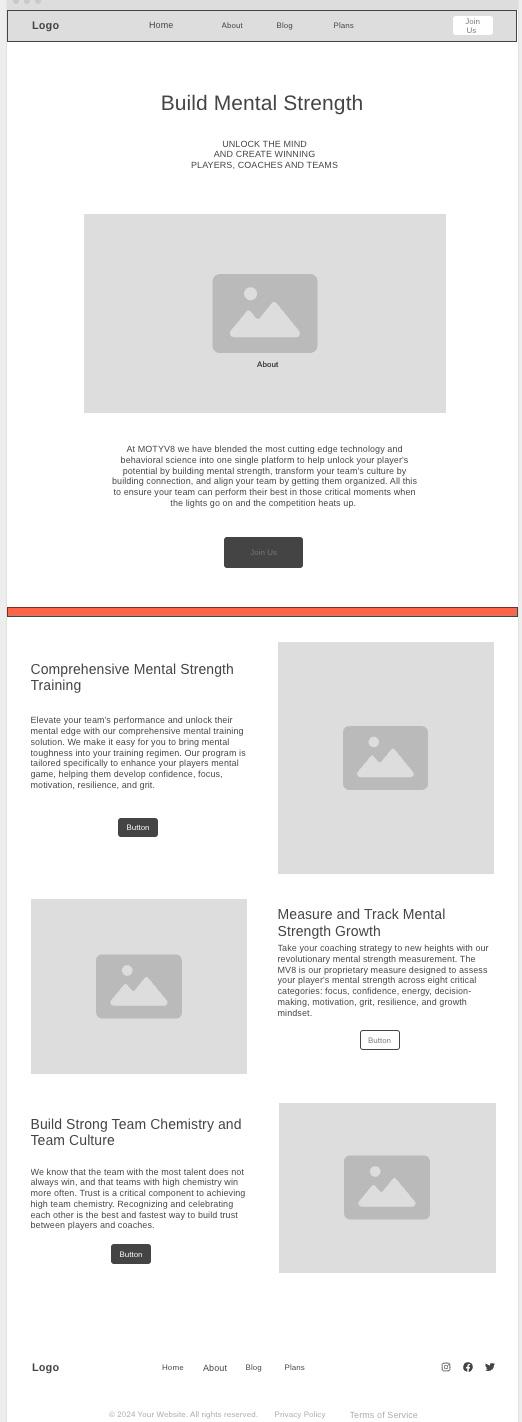 Logo
Home
About
Blog
Plans
Join
Us
Build Mental Strength
UNLOCK THE MIND
AND CREATE WINNING
PLAYERS, COACHES AND TEAMS
About
At MOTYV8 we have blended the most cutting edge technology and
behavioral science into one single platform to help unlock your player's
potential by building mental strength, transform your team's culture by
building connection, and align your team by getting them organized. All this
to ensure your team can perform their best in those critical moments when
the lights go on and the competition heats up.
Join Us
Comprehensive Mental Strength
Training
Elevate your team's performance and unlock their
mental edge with our comprehensive mental training
solution. We make it easy for you to bring mental
toughness into your training regimen. Our program is
tailored specifically to enhance your players mental
game, helping them develop confidence, focus,
motivation, resilience, and grit.
Button
Measure and Track Mental
Strength Growth
Take your coaching strategy to new heights with our
revolutionary mental strength measurement. The
MV8 is our proprietary measure designed to assess
your player's mental strength across eight critical
categories: focus, confidence, energy, decision-
making, motivation, grit, resilience, and growth
mindset.
Button
Build Strong Team Chemistry and
Team Culture
We know that the team with the most talent does not
always win, and that teams with high chemistry win
more often. Trust is a critical component to achieving
high team chemistry. Recognizing and celebrating
each other is the best and fastest way to build trust
between players and coaches.
Button
Logo
Home
About
Blog
Plans
© 2024 Your Website. All rights reserved.
Privacy Policy
Terms of Service